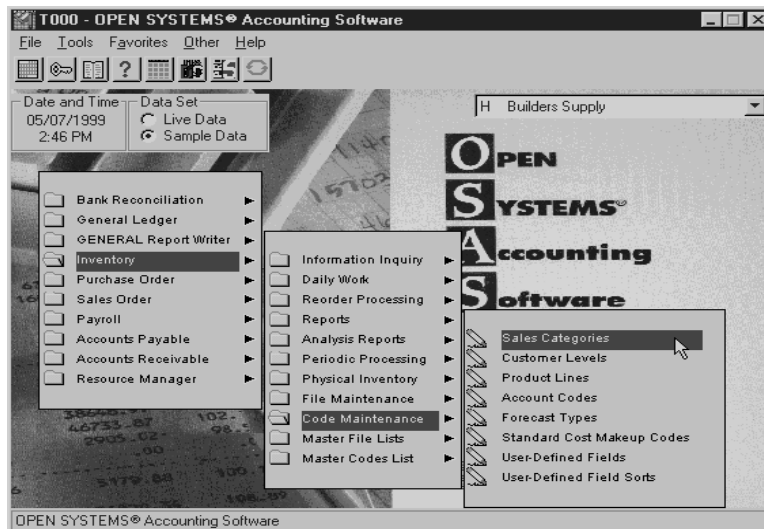 T000 - OPEN SYSTEMS® Accounting Software
File Tools Favorites Other Help
Date and Time
05/07/1999
2:46 PM
Data Set
Live Data
Sample Data
H Builders Supply
OPEN
SYSTEMS®
Accounting
Software
Bank Reconciliation
General Ledger
GENERAL Report Writer
Inventory
Purchase Order
Sales Order
Payroll
Accounts Payable
Accounts Receivable
Resource Manager
Information Inquiry
Daily Work
Reorder Processing
Reports
Analysis Reports
Periodic Processing
Physical Inventory
File Maintenance
Code Maintenance
Master File Lists
Master Codes List
Sales Categories
Customer Levels
Product Lines
Account Codes
Forecast Types
Standard Cost Makeup Codes
User-Defined Fields
User-Defined Field Sorts
46733.87
2905.02
OPEN SYSTEMS® Accounting Software